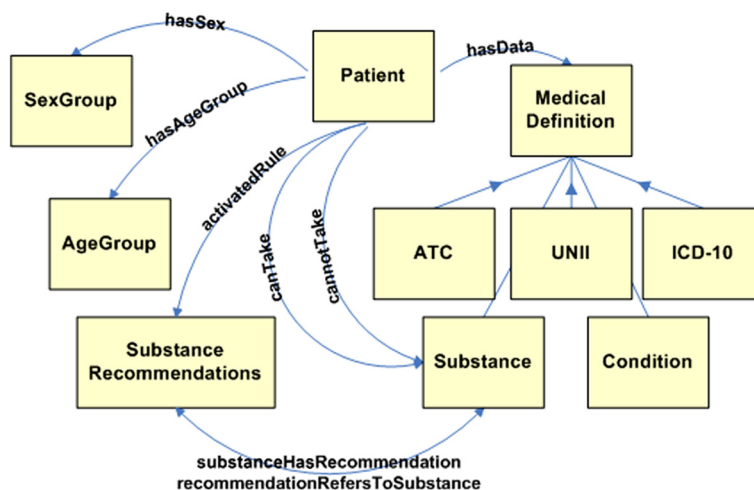 hasSex
Patient
hasData
SexGroup
hasAgeGroup
Medical
Definition
activatedRule
AgeGroup
canTake
cannotTake
ATC
UNII
ICD-10
Substance
Recommendations
Substance
Condition
substanceHasRecommendation
recommendationRefersToSubstance